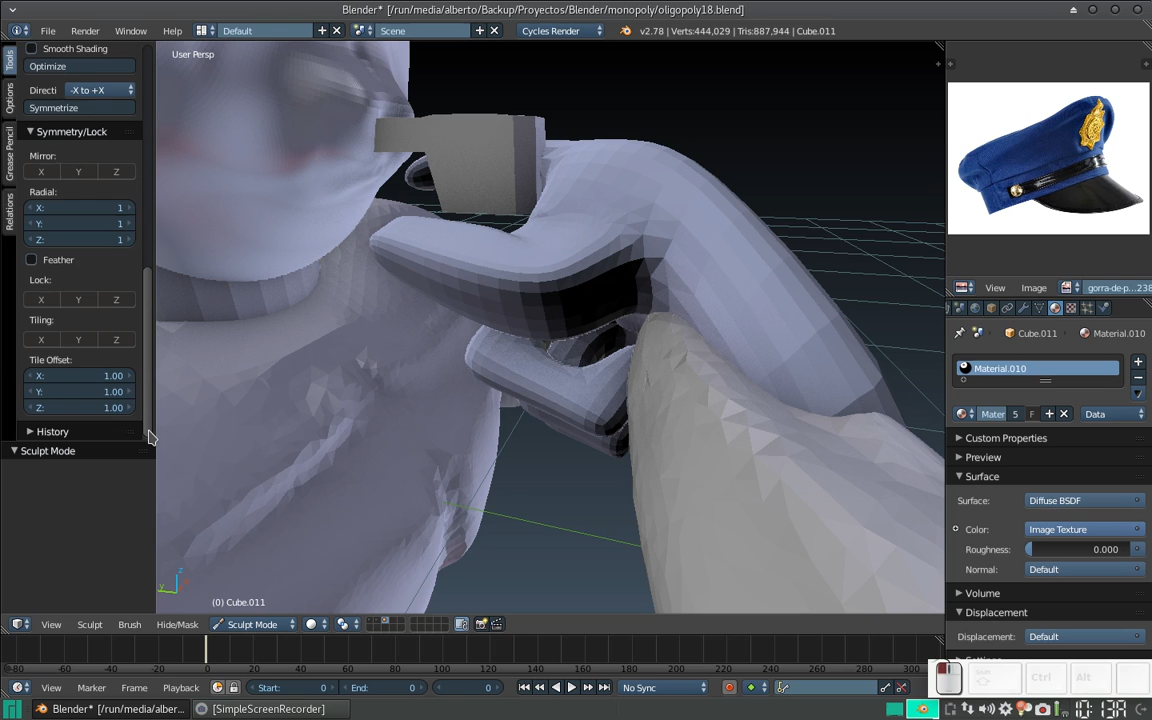 Blender* [/run/media/alberto/Backup/Proyectos/Blender/monopoly/oligopoly18.blend]
File Render Window Help Default Scene Cycles Render v2.78 | Verts:444,029 | Tris:887,944 | Cube.011
Tools
Options
Grease Pencil
Relations
Smooth Shading
Optimize
Directi -X to +X
Symmetrize
Symmetry/Lock
Mirror:
X Y Z
Radial:
X: 1
Y: 1
Z: 1
Feather
Lock:
X Y Z
Tiling:
X Y Z
Tile Offset:
X: 1.00
Y: 1.00
Z: 1.00
History
Sculpt Mode
User Persp
z
y
(0) Cube.011
View Image gorra-de-p...238
Cube.011 Material.010
Material.010
Mater 5 F Data
Custom Properties
Preview
Surface
Surface: Diffuse BSDF
Color: Image Texture
Roughness: 0.000
Normal: Default
Volume
Displacement
Displacement: Default
View Sculpt Brush Hide/Mask Sculpt Mode
-80 -60 -40 -20 0 20 40 60 80 100 120 140 160 180 200 220 240 260 280 300
View Marker Frame Playback Start: 0 End: 0 0 No Sync
Ctrl Alt
Blender* [/run/media/alber... [SimpleScreenRecorder] 10:138